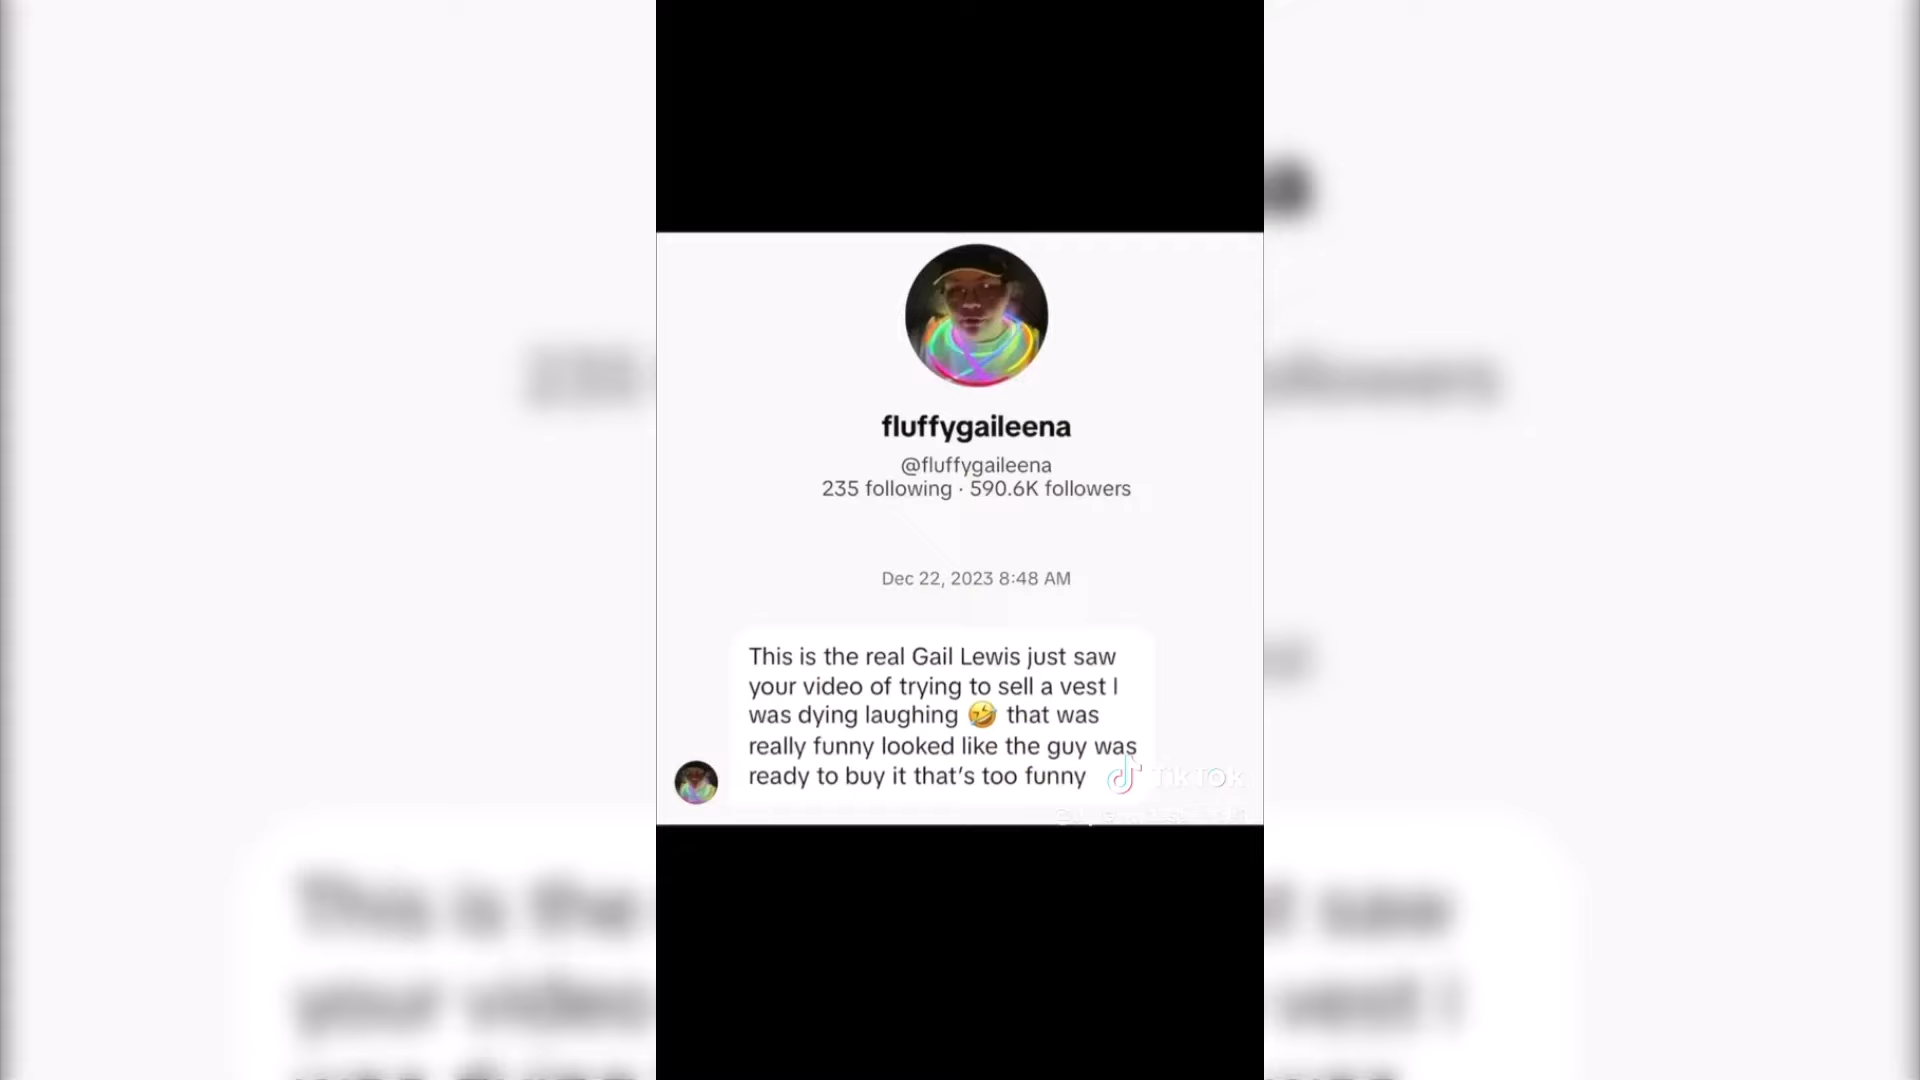 fluffygaileena
@fluffygaileena
235 following · 590.6K followers
Dec 22, 2023 8:48 AM
This is the real Gail Lewis just saw
your video of trying to sell a vest I
was dying laughing 🤣 that was
really funny looked like the guy was
ready to buy it that's too funny
TikTok